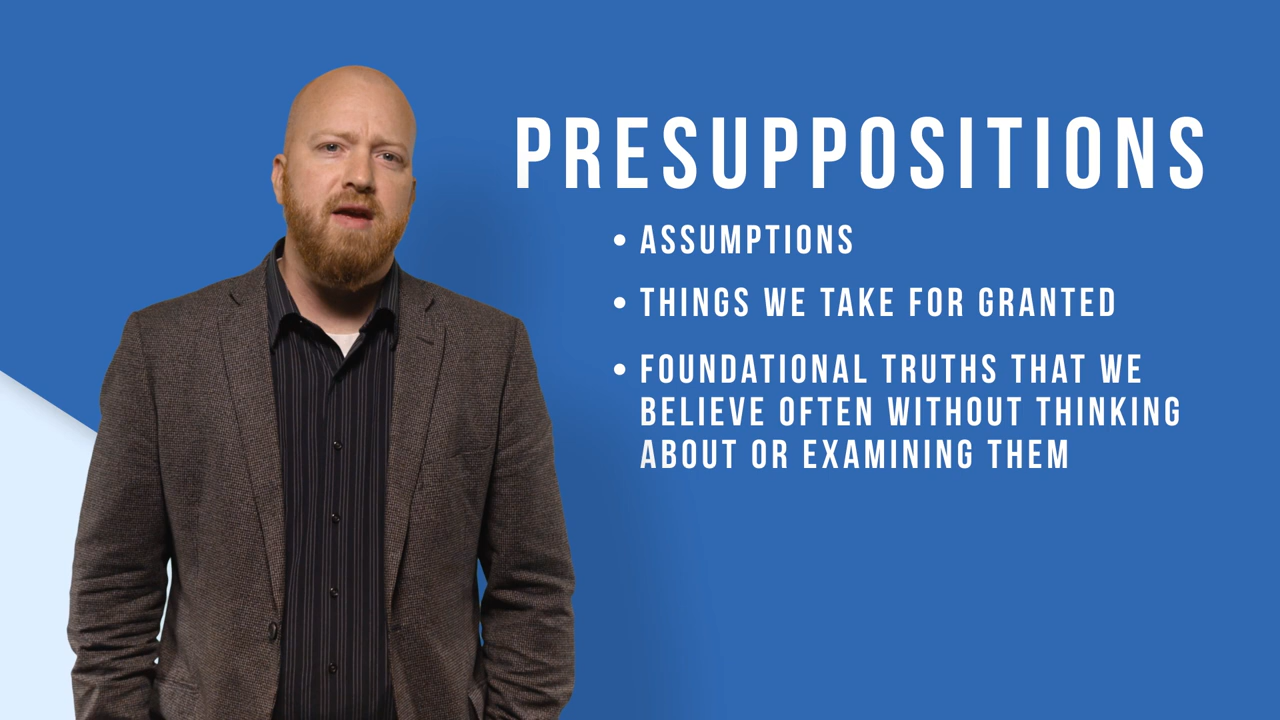 PRESUPPOSITIONS
• ASSUMPTIONS
• THINGS WE TAKE FOR GRANTED
• FOUNDATIONAL TRUTHS THAT WE
BELIEVE OFTEN WITHOUT THINKING
ABOUT OR EXAMINING THEM